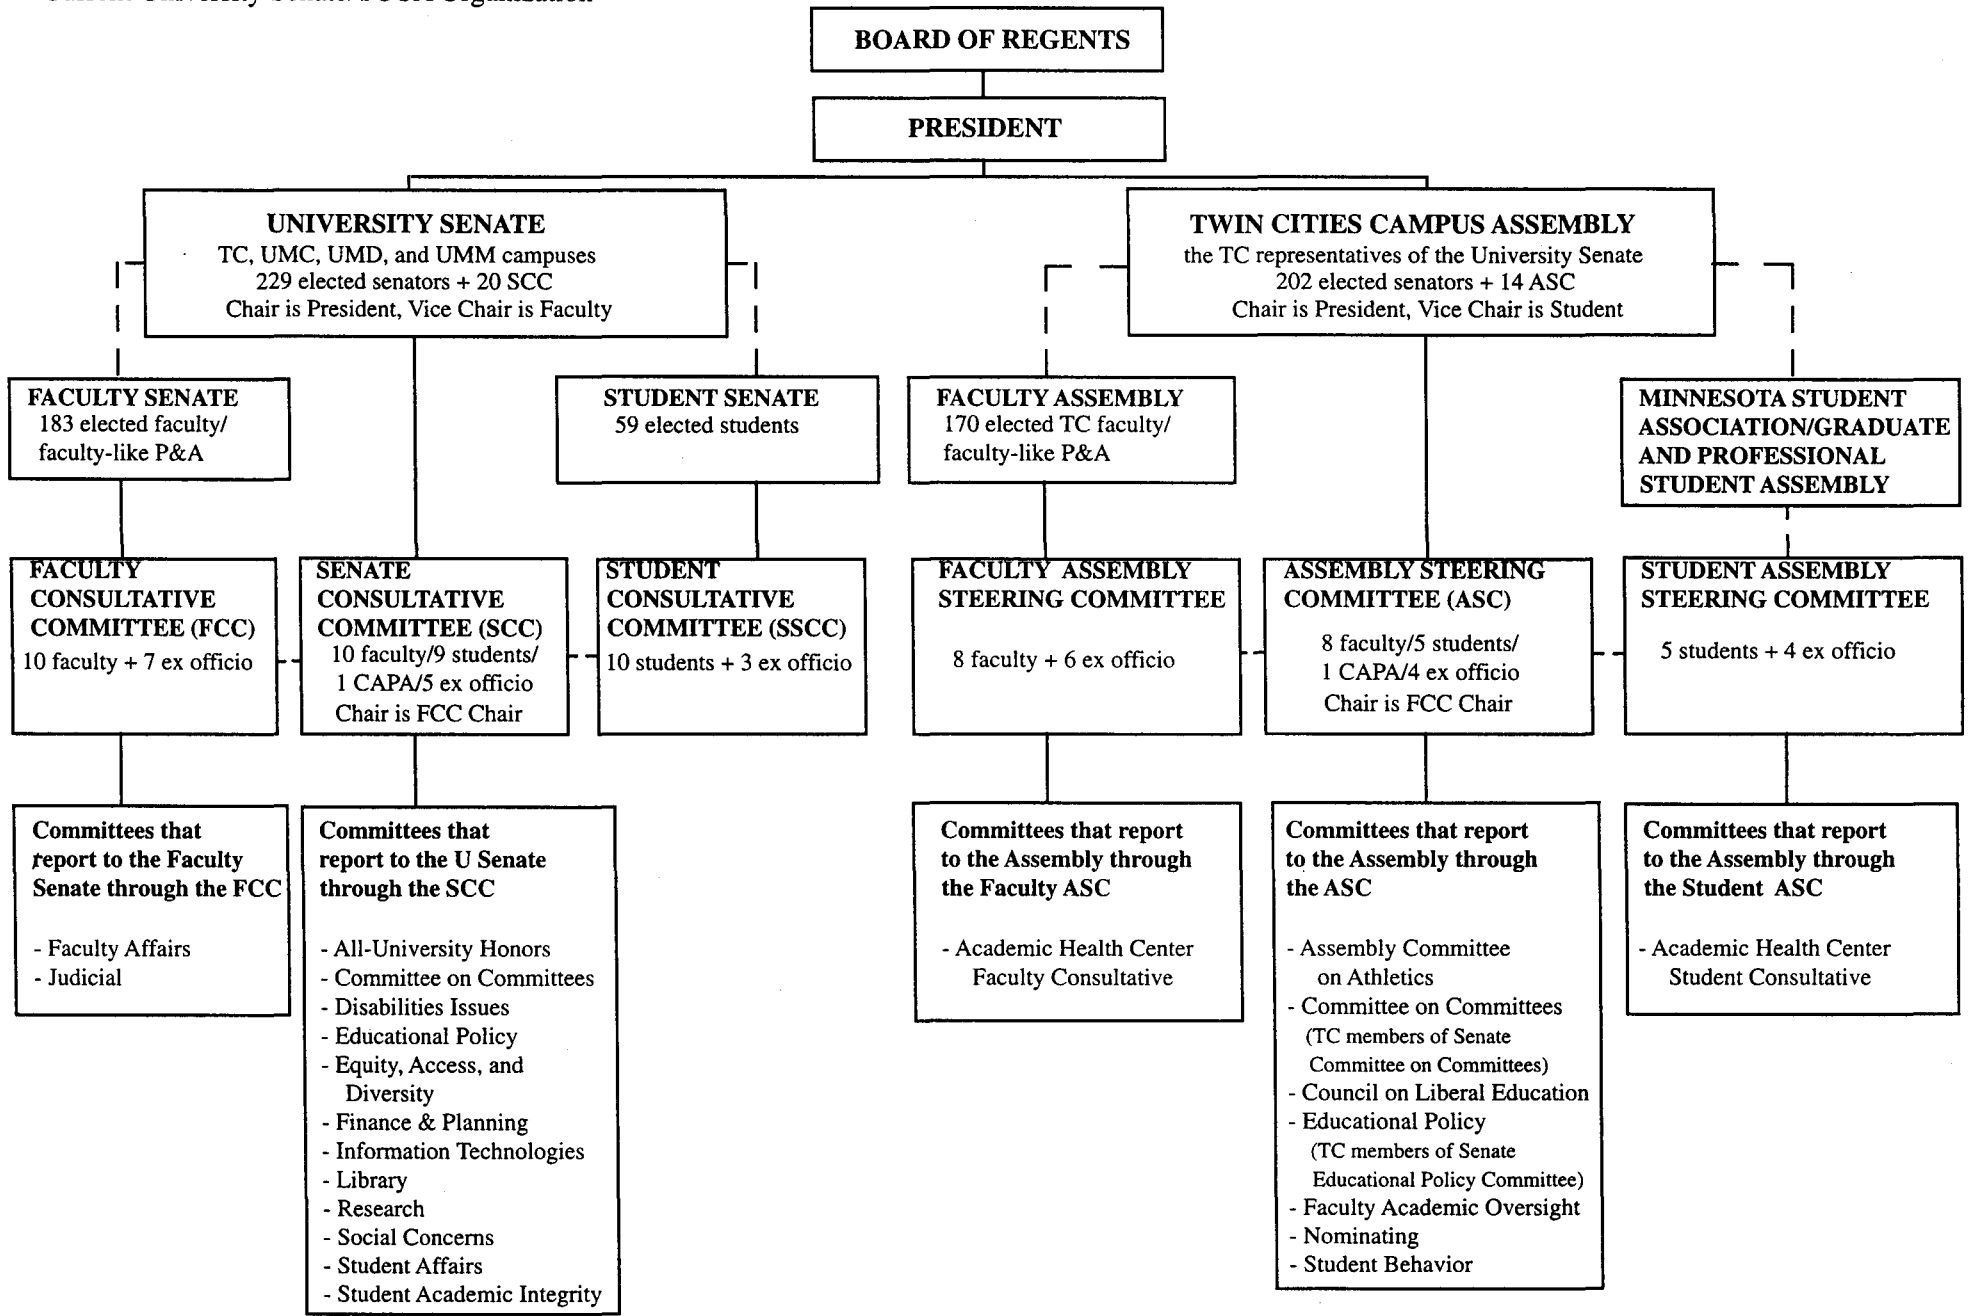 BOARD OF REGENTS
PRESIDENT
UNIVERSITY SENATE
TC, UMC, UMD, and UMM campuses
229 elected senators + 20 SCC
Chair is President, Vice Chair is Faculty
TWIN CITIES CAMPUS ASSEMBLY
the TC representatives of the University Senate
202 elected senators + 14 ASC
Chair is President, Vice Chair is Student
FACULTY SENATE
183 elected faculty/
faculty-like P&A
STUDENT SENATE
59 elected students
FACULTY ASSEMBLY
170 elected TC faculty/
faculty-like P&A
MINNESOTA STUDENT
ASSOCIATION/GRADUATE
AND PROFESSIONAL
STUDENT ASSEMBLY
FACULTY
CONSULTATIVE
COMMITTEE (FCC)
10 faculty + 7 ex officio
SENATE
CONSULTATIVE
COMMITTEE (SCC)
10 faculty/9 students/
1 CAPA/5 ex officio
Chair is FCC Chair
STUDENT
CONSULTATIVE
COMMITTEE (SSCC)
10 students + 3 ex officio
FACULTY ASSEMBLY
STEERING COMMITTEE
8 faculty + 6 ex officio
ASSEMBLY STEERING
COMMITTEE (ASC)
8 faculty/5 students/
1 CAPA/4 ex officio
Chair is FCC Chair
STUDENT ASSEMBLY
STEERING COMMITTEE
5 students + 4 ex officio
Committees that
report to the Faculty
Senate through the FCC
- Faculty Affairs
- Judicial
Committees that
report to the U Senate
through the SCC
- All-University Honors
- Committee on Committees
- Disabilities Issues
- Educational Policy
- Equity, Access, and
Diversity
- Finance & Planning
- Information Technologies
- Library
- Research
- Social Concerns
- Student Affairs
- Student Academic Integrity
Committees that report
to the Assembly through
the Faculty ASC
- Academic Health Center
Faculty Consultative
Committees that report
to the Assembly through
the ASC
- Assembly Committee
on Athletics
- Committee on Committees
(TC members of Senate
Committee on Committees)
- Council on Liberal Education
- Educational Policy
(TC members of Senate
Educational Policy Committee)
- Faculty Academic Oversight
- Nominating
- Student Behavior
Committees that report
to the Assembly through
the Student ASC
- Academic Health Center
Student Consultative